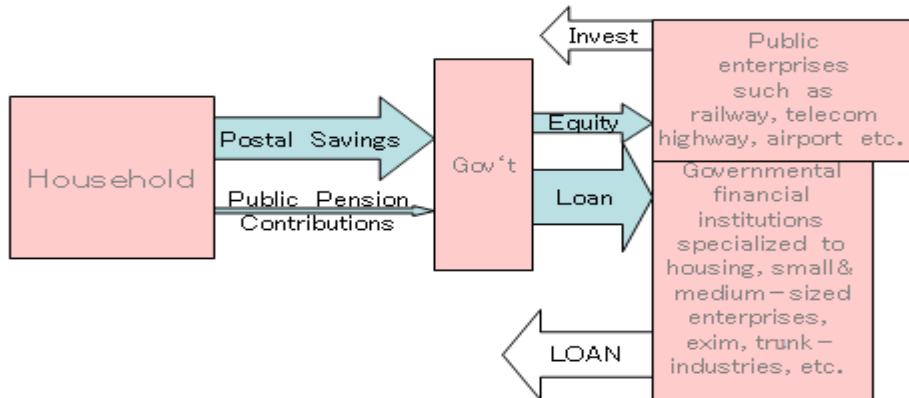 Household
Postal Savings
Public Pension
Contributions
Gov't
Invest
Equity
Loan
LOAN
Public
enterprises
such as
railway, telecom
highway, airport etc.
Governmental
financial
institutions
specialized to
housing, small&
medium－sized
enterprises,
exim, trunk－
industries, etc.